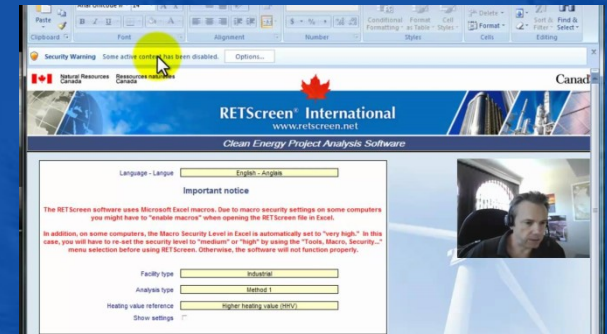 Arial Unicode M 14
Paste
B I U
$ % ,
Conditional Format Cell
Formatting as Table Styles
Delete
Format
Sort & Find &
Filter Select
Clipboard Font Alignment Number Styles Cells Editing
Security Warning Some active content has been disabled. Options...
Natural Resources Ressources naturelles
Canada Canada
Canad
RETScreen® International
www.retscreen.net
Clean Energy Project Analysis Software
Language - Langue English - Anglais
Important notice
The RETScreen software uses Microsoft Excel macros. Due to macro security settings on some computers
you might have to "enable macros" when opening the RETScreen file in Excel.
In addition, on some computers, the Macro Security Level in Excel is automatically set to "very high." In this
case, you will have to re-set the security level to "medium" or "high" by using the "Tools, Macro, Security..."
menu selection before using RETScreen. Otherwise, the software will not function properly.
Facility type Industrial
Analysis type Method 1
Heating value reference Higher heating value (HHV)
Show settings